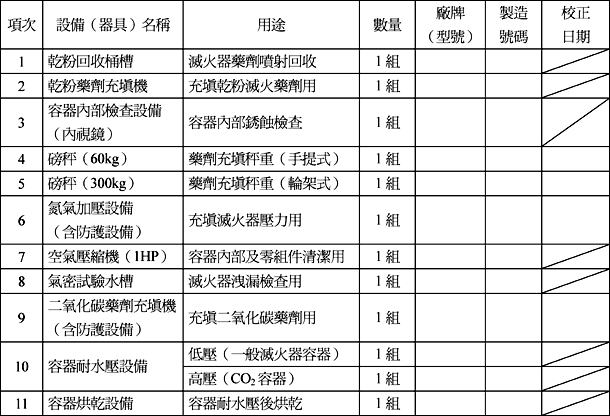 項次 設備（器具）名稱 用途 數量 廠牌（型號） 製造號碼 校正日期
1 乾粉回收桶槽 滅火器藥劑噴射回收 1 組
2 乾粉藥劑充填機 充填乾粉滅火藥劑用 1 組
3 容器內部檢查設備（內視鏡） 容器內部銹蝕檢查 1 組
4 磅秤（60kg） 藥劑充填秤重（手提式） 1 組
5 磅秤（300kg） 藥劑充填秤重（輪架式） 1 組
6 氮氣加壓設備（含防護設備） 充填滅火器壓力用 1 組
7 空氣壓縮機（1HP） 容器內部及零組件清潔用 1 組
8 氣密試驗水槽 滅火器洩漏檢查用 1 組
9 二氧化碳藥劑充填機（含防護設備） 充填二氧化碳藥劑用 1 組
10 容器耐水壓設備 低壓（一般滅火器容器） 1 組
高壓（CO₂容器） 1 組
11 容器烘乾設備 容器耐水壓後烘乾 1 組